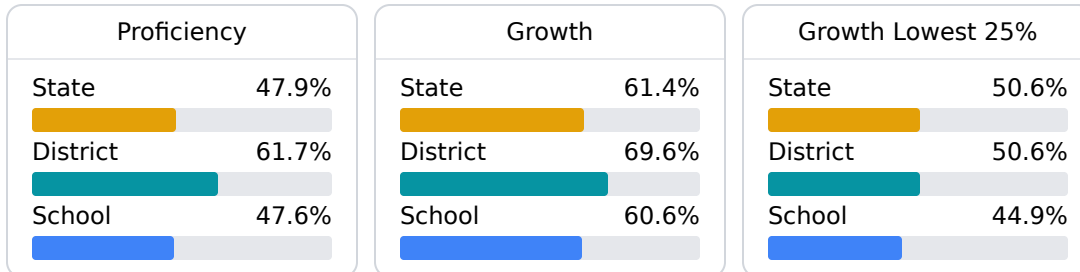 Proficiency
State 47.9%
District 61.7%
School 47.6%
Growth
State 61.4%
District 69.6%
School 60.6%
Growth Lowest 25%
State 50.6%
District 50.6%
School 44.9%